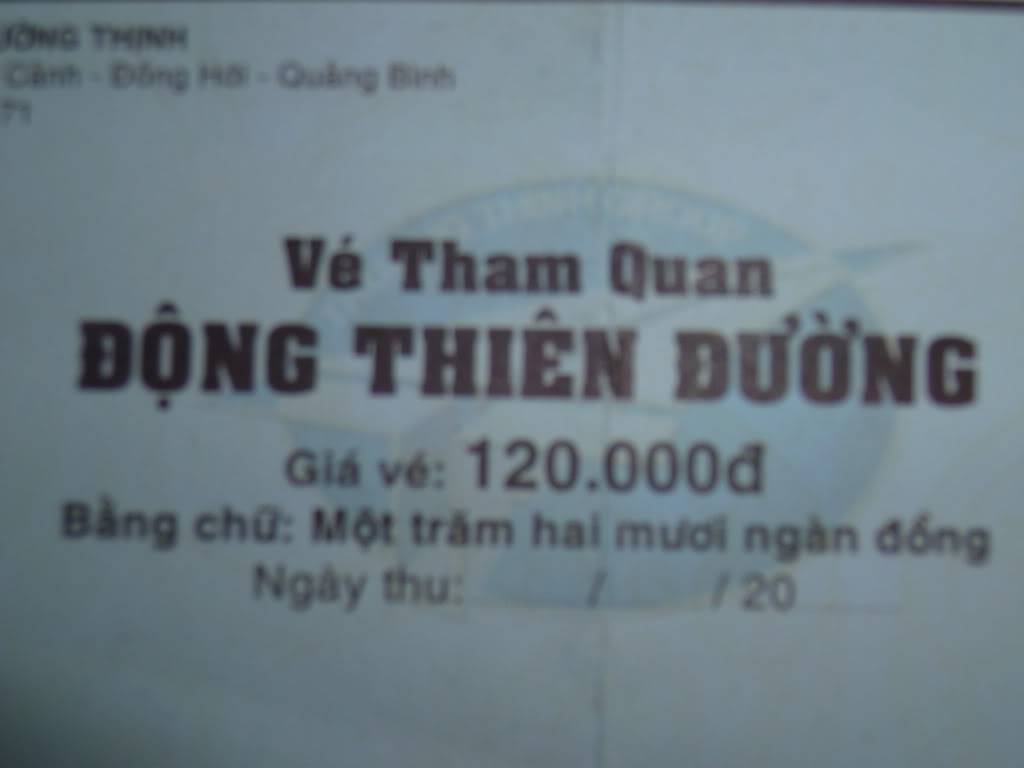 THỊNH
Cảnh - Đồng Hới - Quảng Bình
71
Vé Tham Quan
ĐỘNG THIÊN ĐƯỜNG
Giá vé: 120.000đ
Bằng chữ: Một trăm hai mươi ngàn đồng
Ngày thu: / / 20